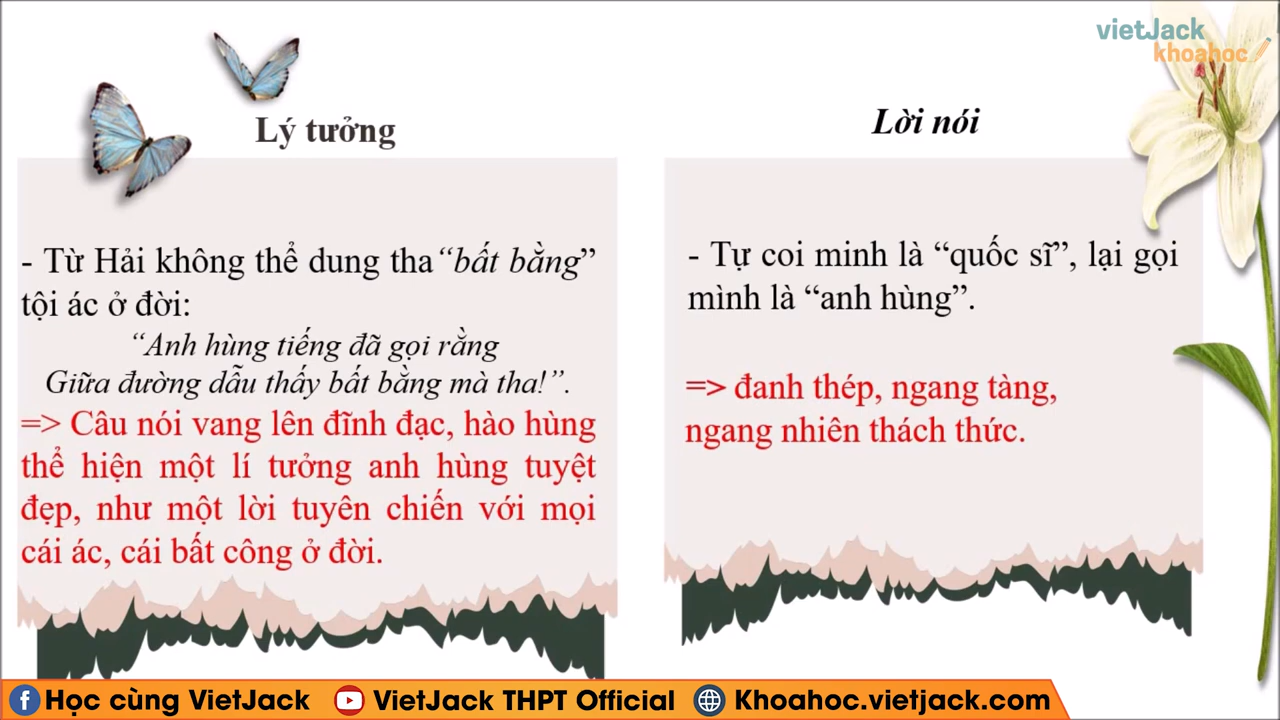 vietJack
khoahoc
Lý tưởng
- Từ Hải không thể dung tha “bất bằng”
tội ác ở đời:
“Anh hùng tiếng đã gọi rằng
Giữa đường dẫu thấy bất bằng mà tha!”.
=> Câu nói vang lên đĩnh đạc, hào hùng
thể hiện một lí tưởng anh hùng tuyệt
đẹp, như một lời tuyên chiến với mọi
cái ác, cái bất công ở đời.
Lời nói
- Tự coi minh là “quốc sĩ”, lại gọi
mình là “anh hùng”.
=> đanh thép, ngang tàng,
ngang nhiên thách thức.
Học cùng VietJack VietJack THPT Official Khoahoc.vietjack.com